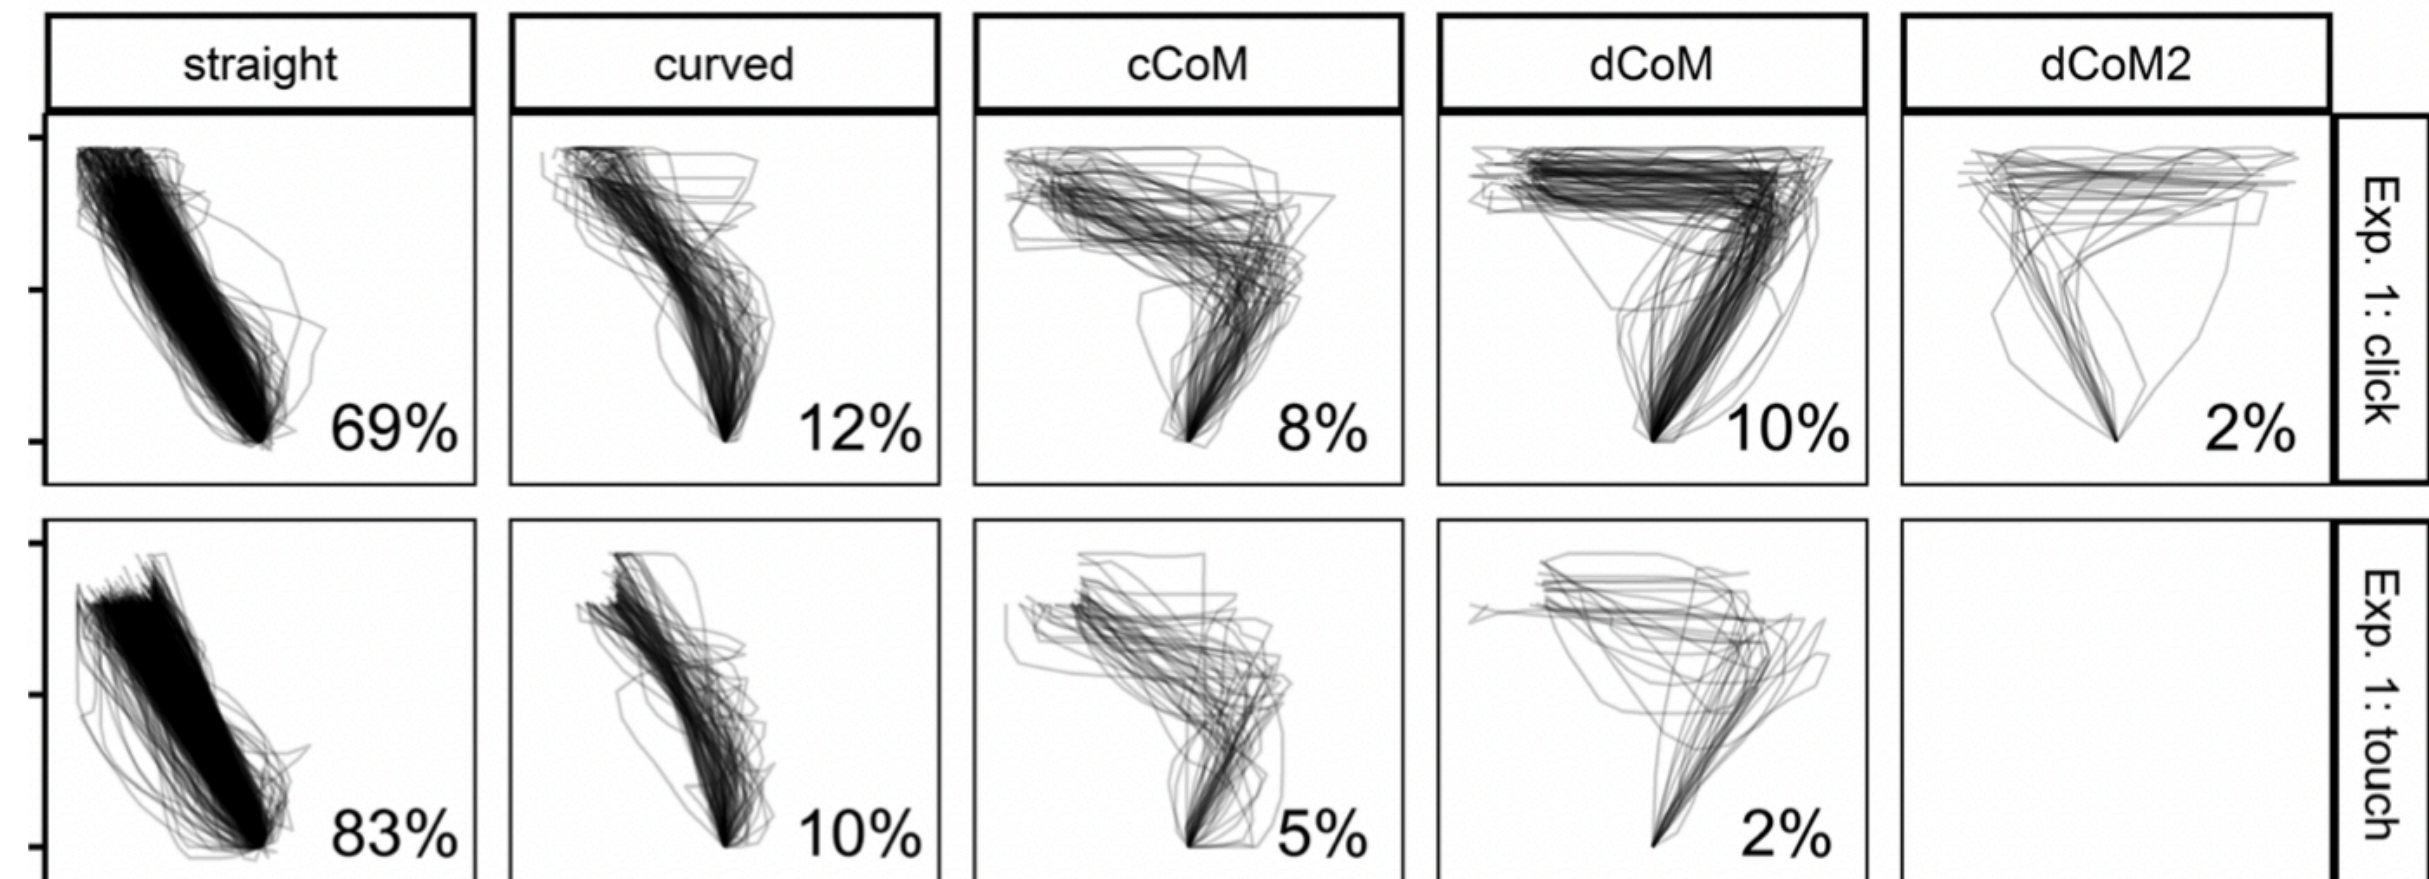 straight
curved
cCoM
dCoM
dCoM2
69%
12%
8%
10%
2%
Exp. 1: click
83%
10%
5%
2%
Exp. 1: touch